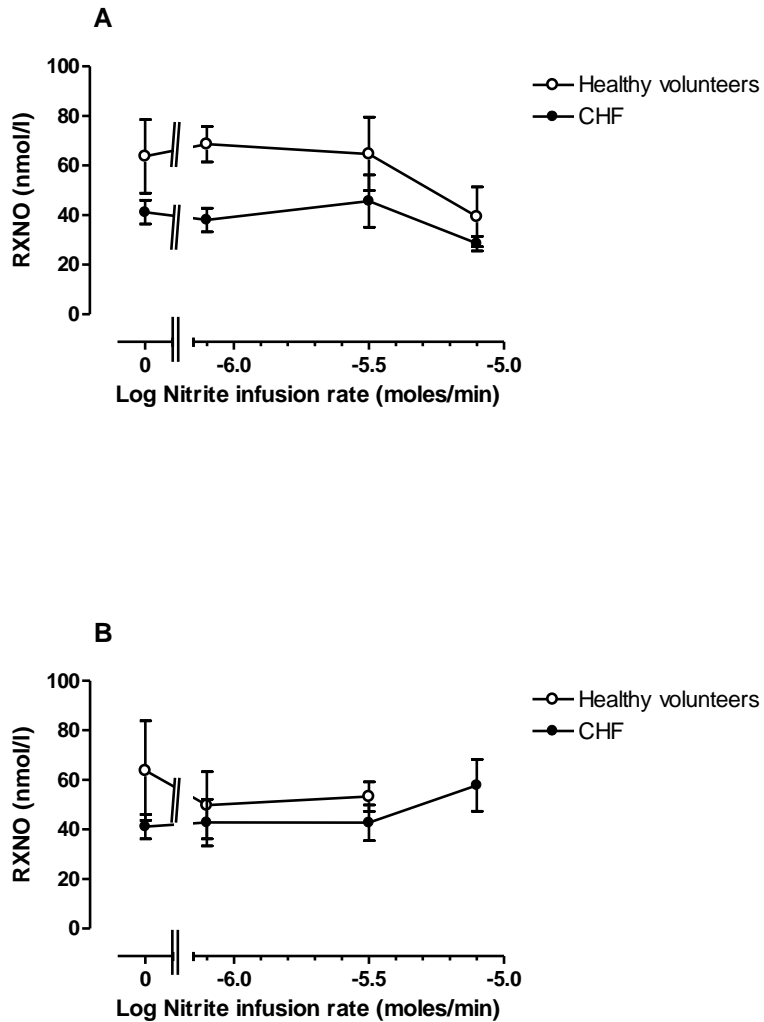 A
100
80
60
40
20
0
RXNO (nmol/l)
Healthy volunteers
CHF
0 -6.0 -5.5 -5.0
Log Nitrite infusion rate (moles/min)
B
100
80
60
40
20
0
RXNO (nmol/l)
Healthy volunteers
CHF
0 -6.0 -5.5 -5.0
Log Nitrite infusion rate (moles/min)